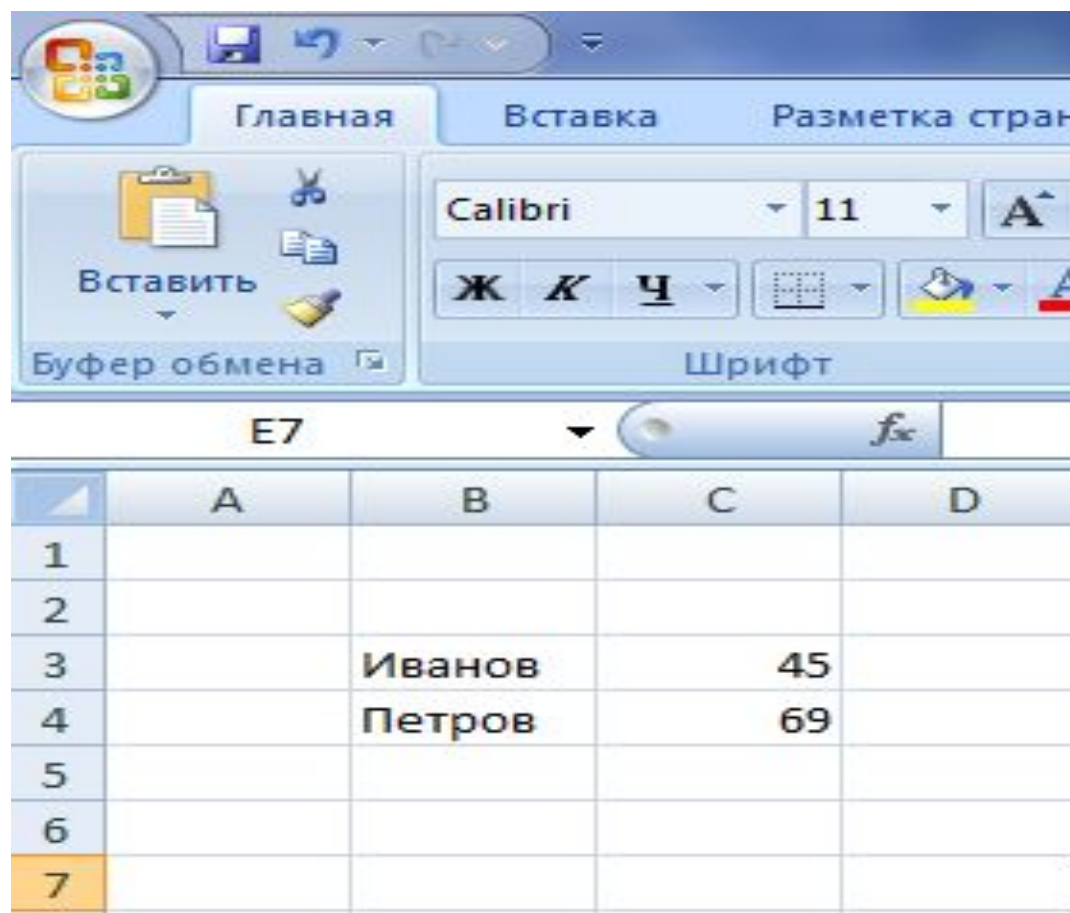 Главная Вставка Разметка стран
Calibri 11 A
Вставить Ж К Ч A
Буфер обмена Шрифт
E7 fx
A B C D
1
2
3 Иванов 45
4 Петров 69
5
6
7